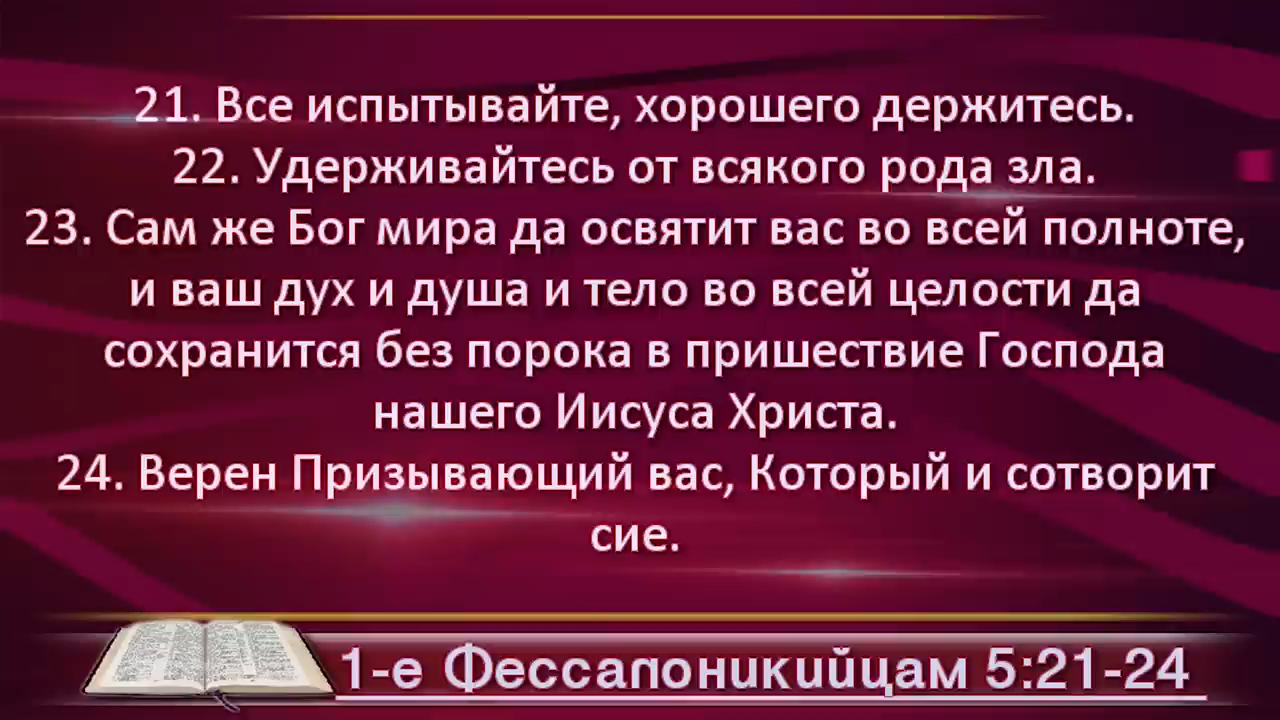 21. Все испытывайте, хорошего держитесь.
22. Удерживайтесь от всякого рода зла.
23. Сам же Бог мира да освятит вас во всей полноте,
и ваш дух и душа и тело во всей целости да
сохранится без порока в пришествие Господа
нашего Иисуса Христа.
24. Верен Призывающий вас, Который и сотворит
сие.
1-е Фессалоникийцам 5:21-24